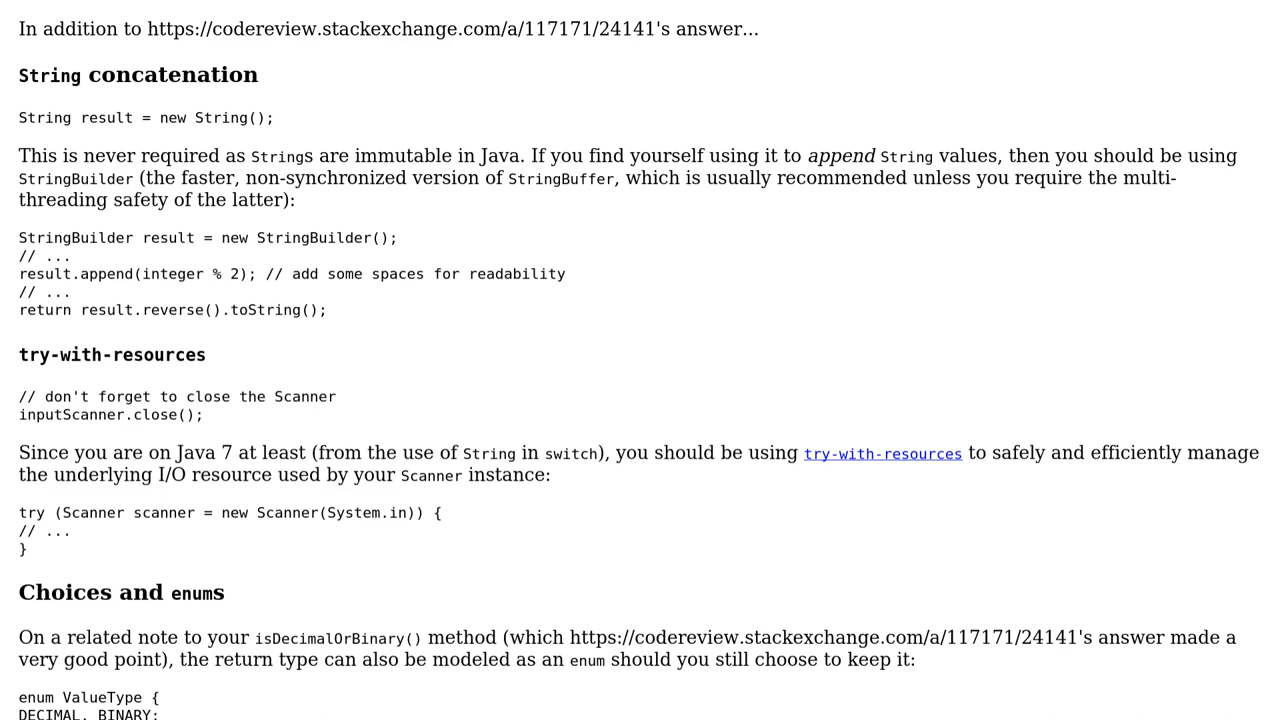 In addition to https://codereview.stackexchange.com/a/117171/24141's answer...
String concatenation
String result = new String();
This is never required as Strings are immutable in Java. If you find yourself using it to append String values, then you should be using
StringBuilder (the faster, non-synchronized version of StringBuffer, which is usually recommended unless you require the multi-
threading safety of the latter):
StringBuilder result = new StringBuilder();
// ...
result.append(integer % 2); // add some spaces for readability
// ...
return result.reverse().toString();
try-with-resources
// don't forget to close the Scanner
inputScanner.close();
Since you are on Java 7 at least (from the use of String in switch), you should be using try-with-resources to safely and efficiently manage
the underlying I/O resource used by your Scanner instance:
try (Scanner scanner = new Scanner(System.in)) {
// ...
}
Choices and enums
On a related note to your isDecimalOrBinary() method (which https://codereview.stackexchange.com/a/117171/24141's answer made a
very good point), the return type can also be modeled as an enum should you still choose to keep it:
enum ValueType {
DECIMAL, BINARY;